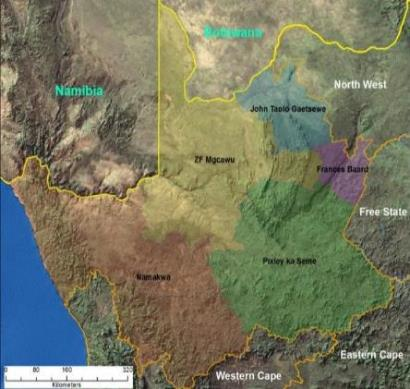 Botswana
Namibia
North West
John Taolo Gaetsewe
ZF Mgcawu
Frances Baard
Free State
Pixley ka Seme
Namakwa
Eastern Cape
Western Cape
0 80 160 320
Kilometers